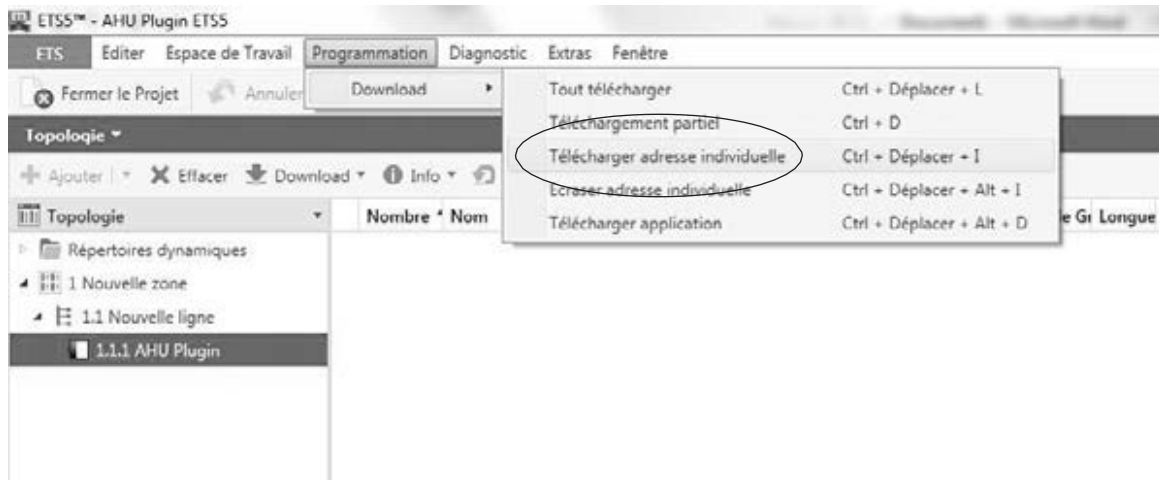 ETS5™ - AHU Plugin ETS5
ETS Editer Espace de Travail Programmation Diagnostic Extras Fenêtre
Fermer le Projet Annuler Download Tout télécharger Ctrl + Déplacer + L
Topologie Téléchargement partiel Ctrl + D
Ajouter Effacer Download Info Télécharger adresse individuelle Ctrl + Déplacer + I
Ecraser adresse individuelle Ctrl + Déplacer + Alt + I
Topologie Nombre Nom Télécharger application Ctrl + Déplacer + Alt + D e Gr Longue
Répertoires dynamiques
1 Nouvelle zone
1.1 Nouvelle ligne
1.1.1 AHU Plugin